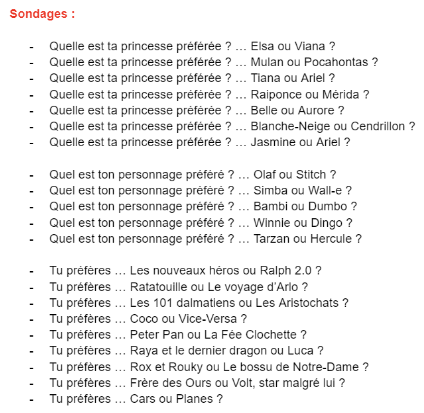 Sondages :
- Quelle est ta princesse préférée ? … Elsa ou Viana ?
- Quelle est ta princesse préférée ? … Mulan ou Pocahontas ?
- Quelle est ta princesse préférée ? … Tiana ou Ariel ?
- Quelle est ta princesse préférée ? … Raiponce ou Mérida ?
- Quelle est ta princesse préférée ? … Belle ou Aurore ?
- Quelle est ta princesse préférée ? … Blanche-Neige ou Cendrillon ?
- Quelle est ta princesse préférée ? … Jasmine ou Ariel ?
- Quel est ton personnage préféré ? … Olaf ou Stitch ?
- Quel est ton personnage préféré ? … Simba ou Wall-e ?
- Quel est ton personnage préféré ? … Bambi ou Dumbo ?
- Quel est ton personnage préféré ? … Winnie ou Dingo ?
- Quel est ton personnage préféré ? … Tarzan ou Hercule ?
- Tu préfères … Les nouveaux héros ou Ralph 2.0 ?
- Tu préfères … Ratatouille ou Le voyage d'Arlo ?
- Tu préfères … Les 101 dalmatiens ou Les Aristochats ?
- Tu préfères … Coco ou Vice-Versa ?
- Tu préfères … Peter Pan ou La Fée Clochette ?
- Tu préfères … Raya et le dernier dragon ou Luca ?
- Tu préfères … Rox et Rouky ou Le bossu de Notre-Dame ?
- Tu préfères … Frère des Ours ou Volt, star malgré lui ?
- Tu préfères … Cars ou Planes ?